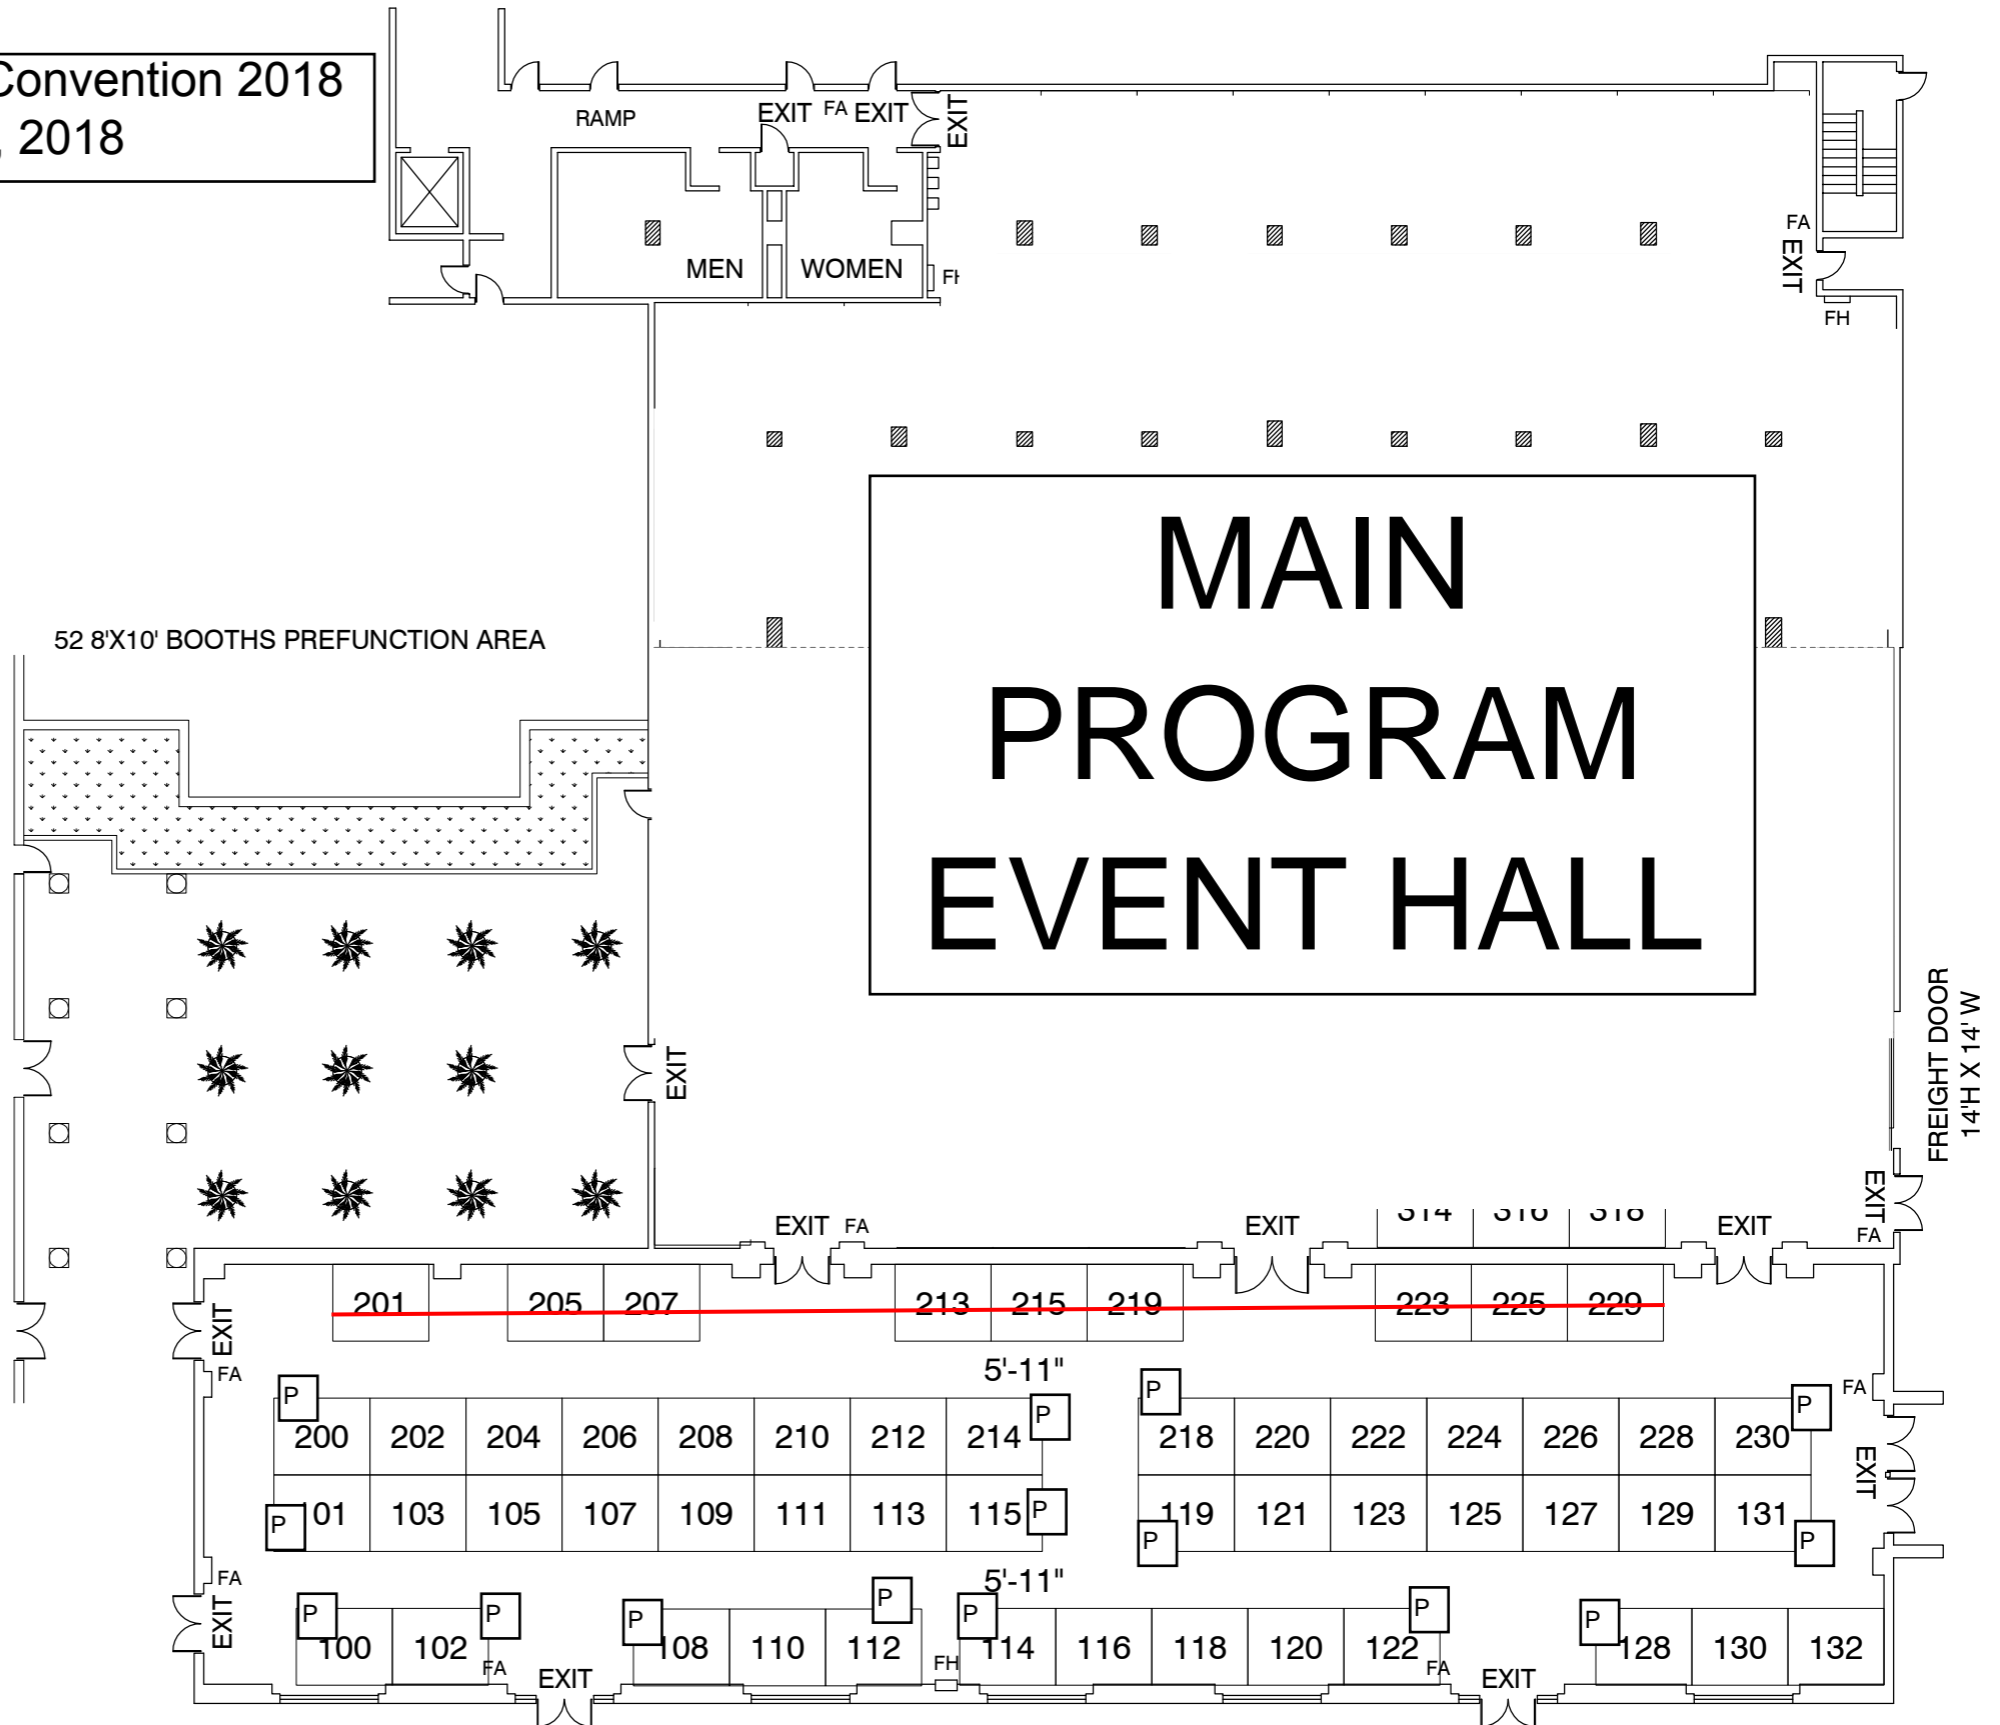 Convention 2018
, 2018
RAMP
EXIT FA EXIT
EXIT
MEN
WOMEN
FH
FA
EXIT
FH
52 8'X10' BOOTHS PREFUNCTION AREA
MAIN
PROGRAM
EVENT HALL
FREIGHT DOOR
14'H X 14' W
EXIT
EXIT FA
EXIT
314 316 318
EXIT
EXIT
FA
EXIT
201 205 207 213 215 219 223 225 229
5'-11"
FA
FA
P P P P
200 202 204 206 208 210 212 214 218 220 222 224 226 228 230
EXIT
101 103 105 107 109 111 113 115 119 121 123 125 127 129 131
P P P P
FA
5'-11"
EXIT
P P P P P P P
100 102 108 110 112 114 116 118 120 122 128 130 132
FA FH FA
EXIT EXIT